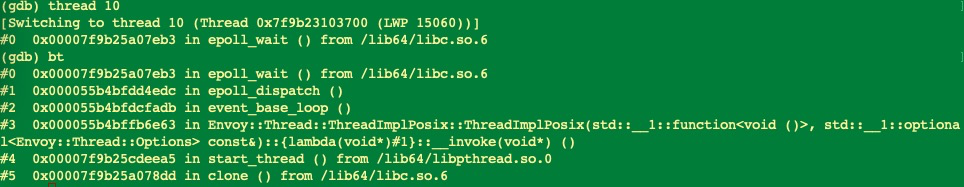 (gdb) thread 10
[Switching to thread 10 (Thread 0x7f9b23103700 (LWP 15060))]
#0  0x00007f9b25a07eb3 in epoll_wait () from /lib64/libc.so.6
(gdb) bt
#0  0x00007f9b25a07eb3 in epoll_wait () from /lib64/libc.so.6
#1  0x000055b4bfdd4edc in epoll_dispatch ()
#2  0x000055b4bfdcfadb in event_base_loop ()
#3  0x000055b4bffb6e63 in Envoy::Thread::ThreadImplPosix::ThreadImplPosix(std::__1::function<void ()>, std::__1::optiona
l<Envoy::Thread::Options> const&)::{lambda(void*)#1}::__invoke(void*) ()
#4  0x00007f9b25cdeea5 in start_thread () from /lib64/libpthread.so.0
#5  0x00007f9b25a078dd in clone () from /lib64/libc.so.6